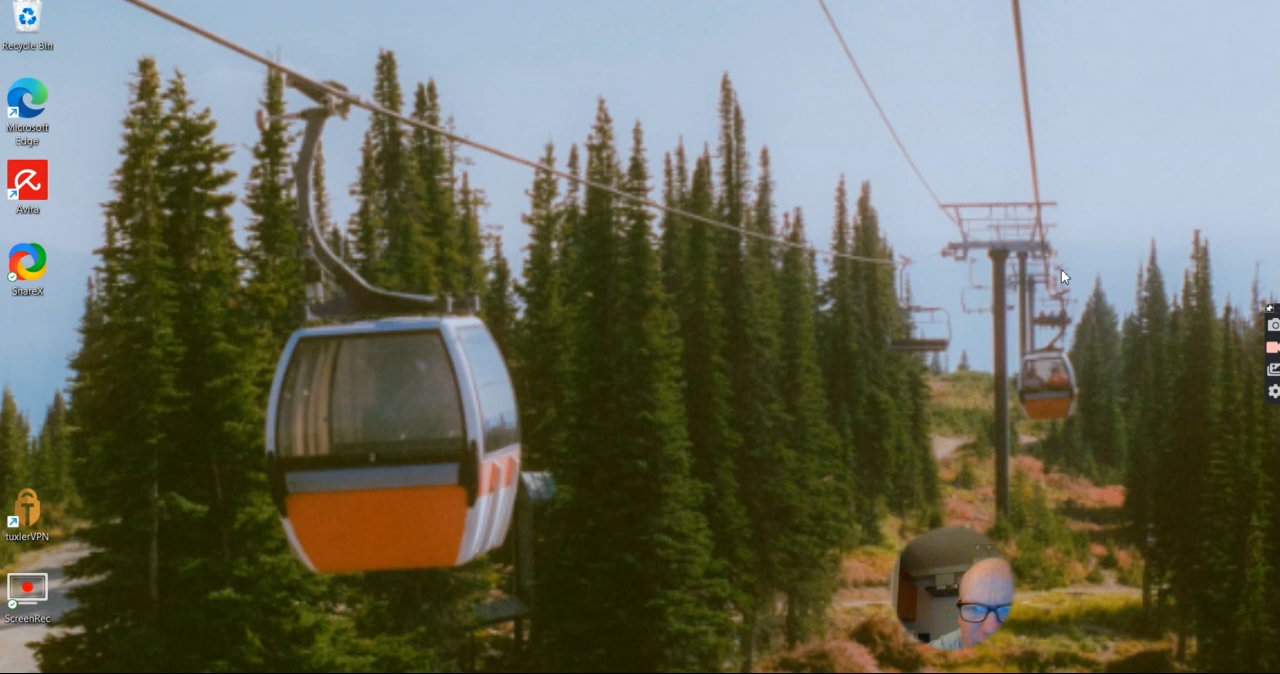 Recycle Bin
Microsoft
Edge
Avira
ShareX
tuxlerVPN
ScreenRec